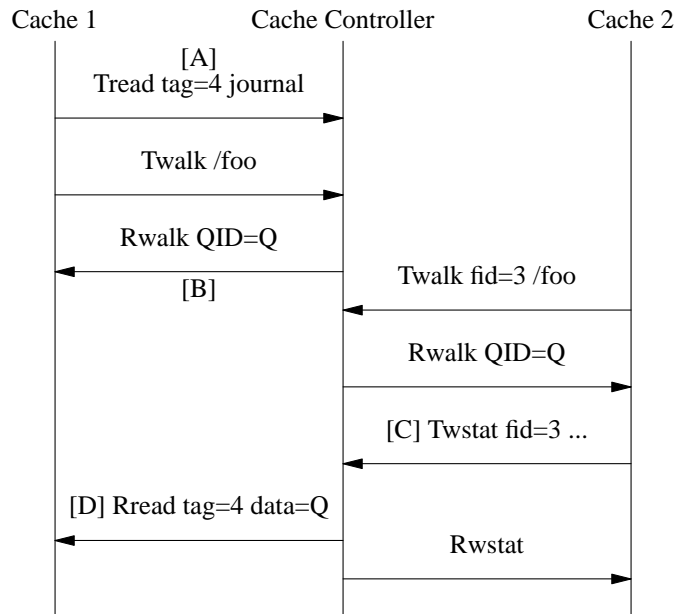 Cache 1
Cache Controller
Cache 2
[A]
Tread tag=4 journal
Twalk /foo
Rwalk QID=Q
[B]
Twalk fid=3 /foo
Rwalk QID=Q
[C] Twstat fid=3 ...
[D] Rread tag=4 data=Q
Rwstat